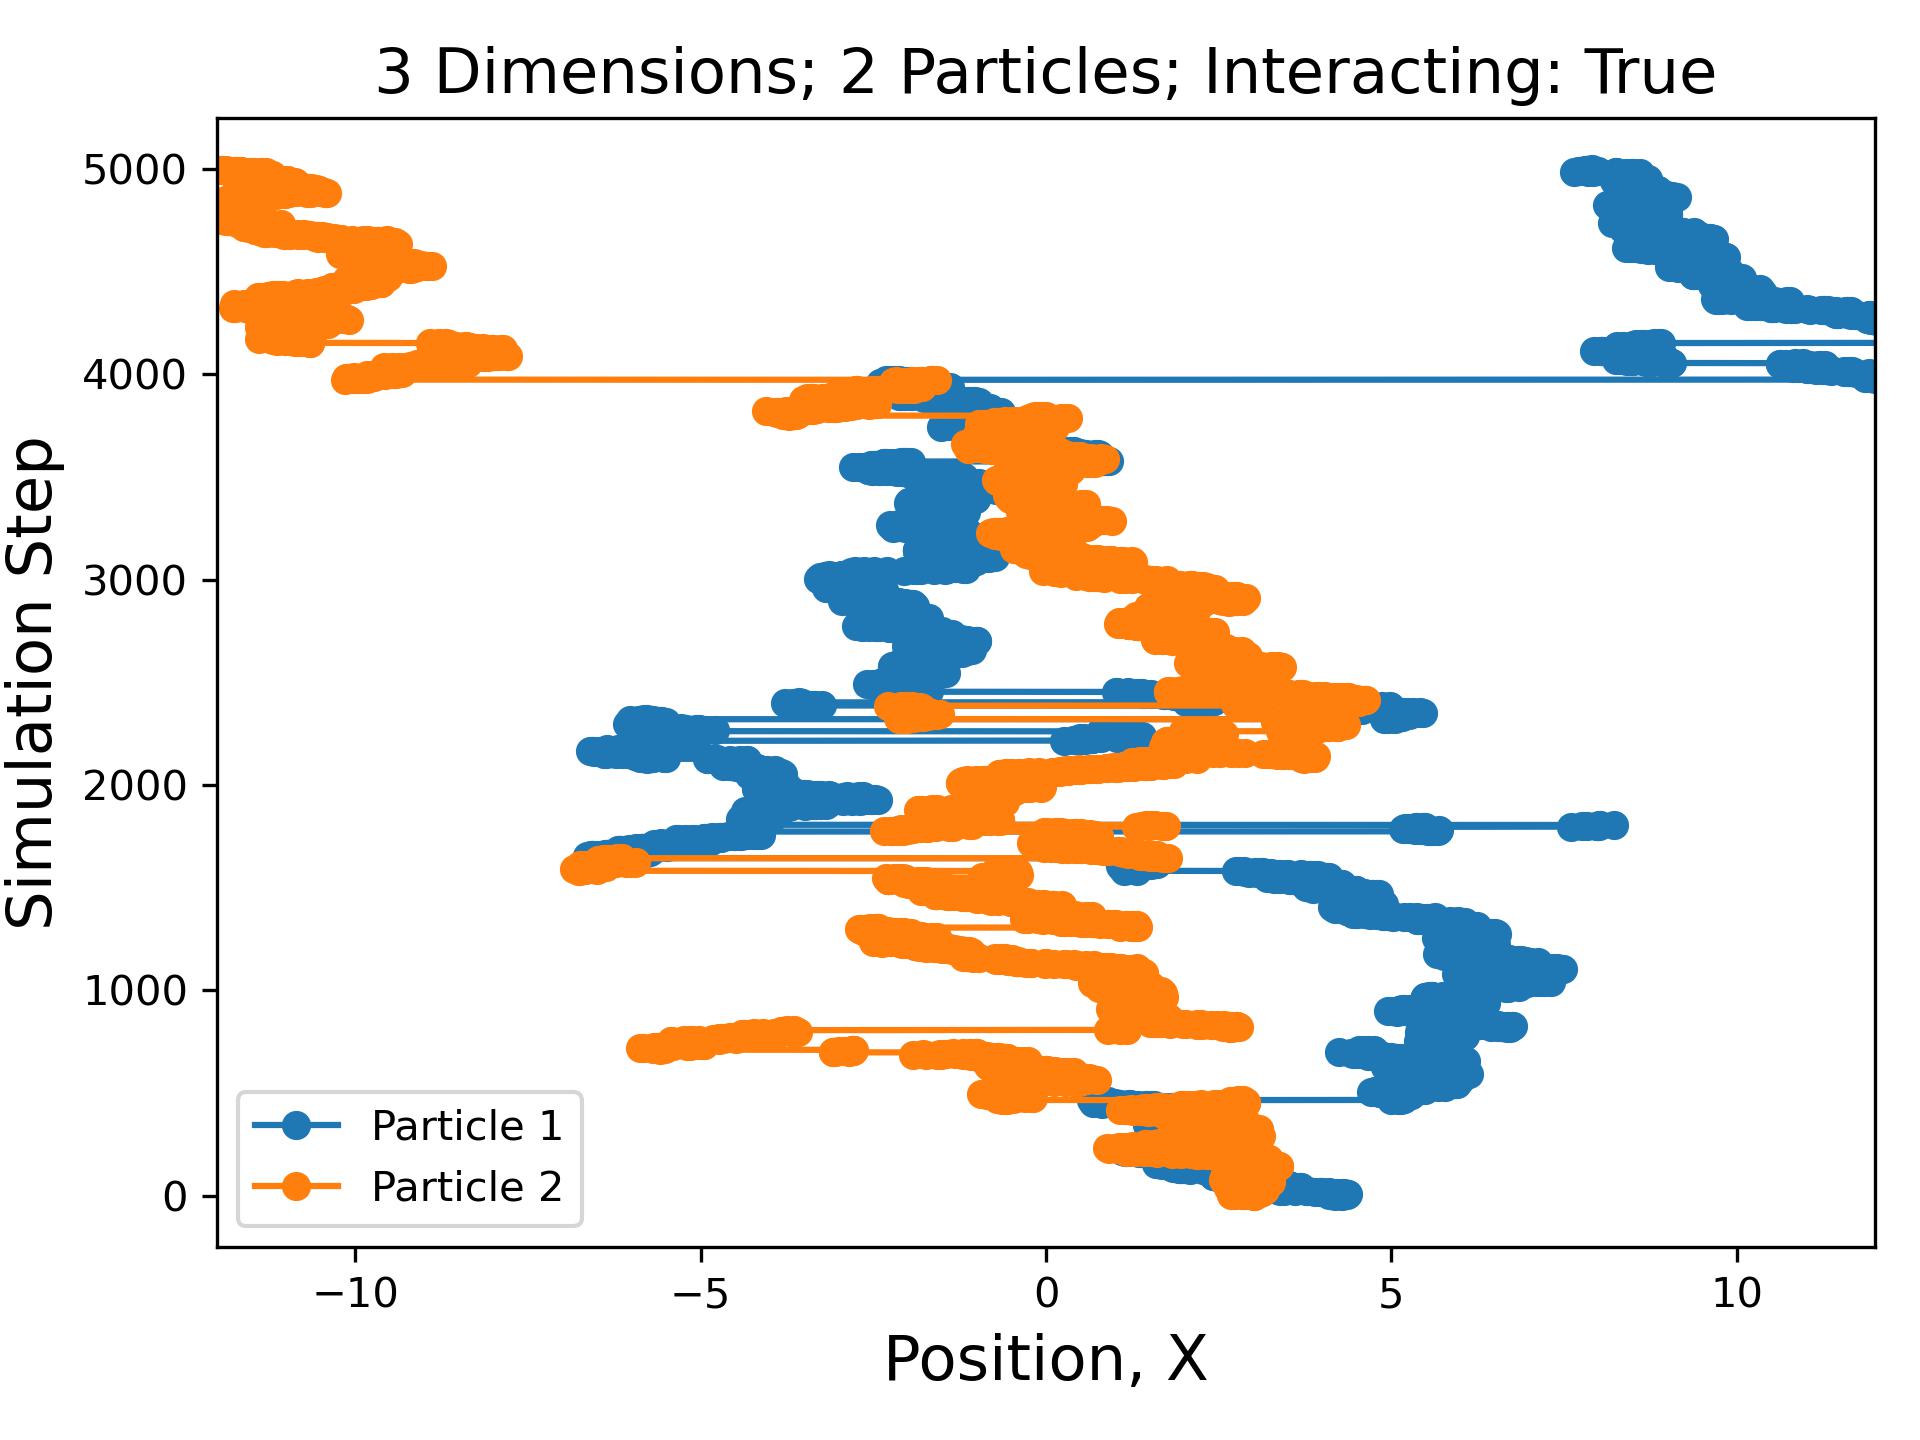 3 Dimensions; 2 Particles; Interacting: True
5000
4000
3000
2000
1000
0
Simulation Step
Particle 1
Particle 2
−10
−5
0
5
10
Position, X